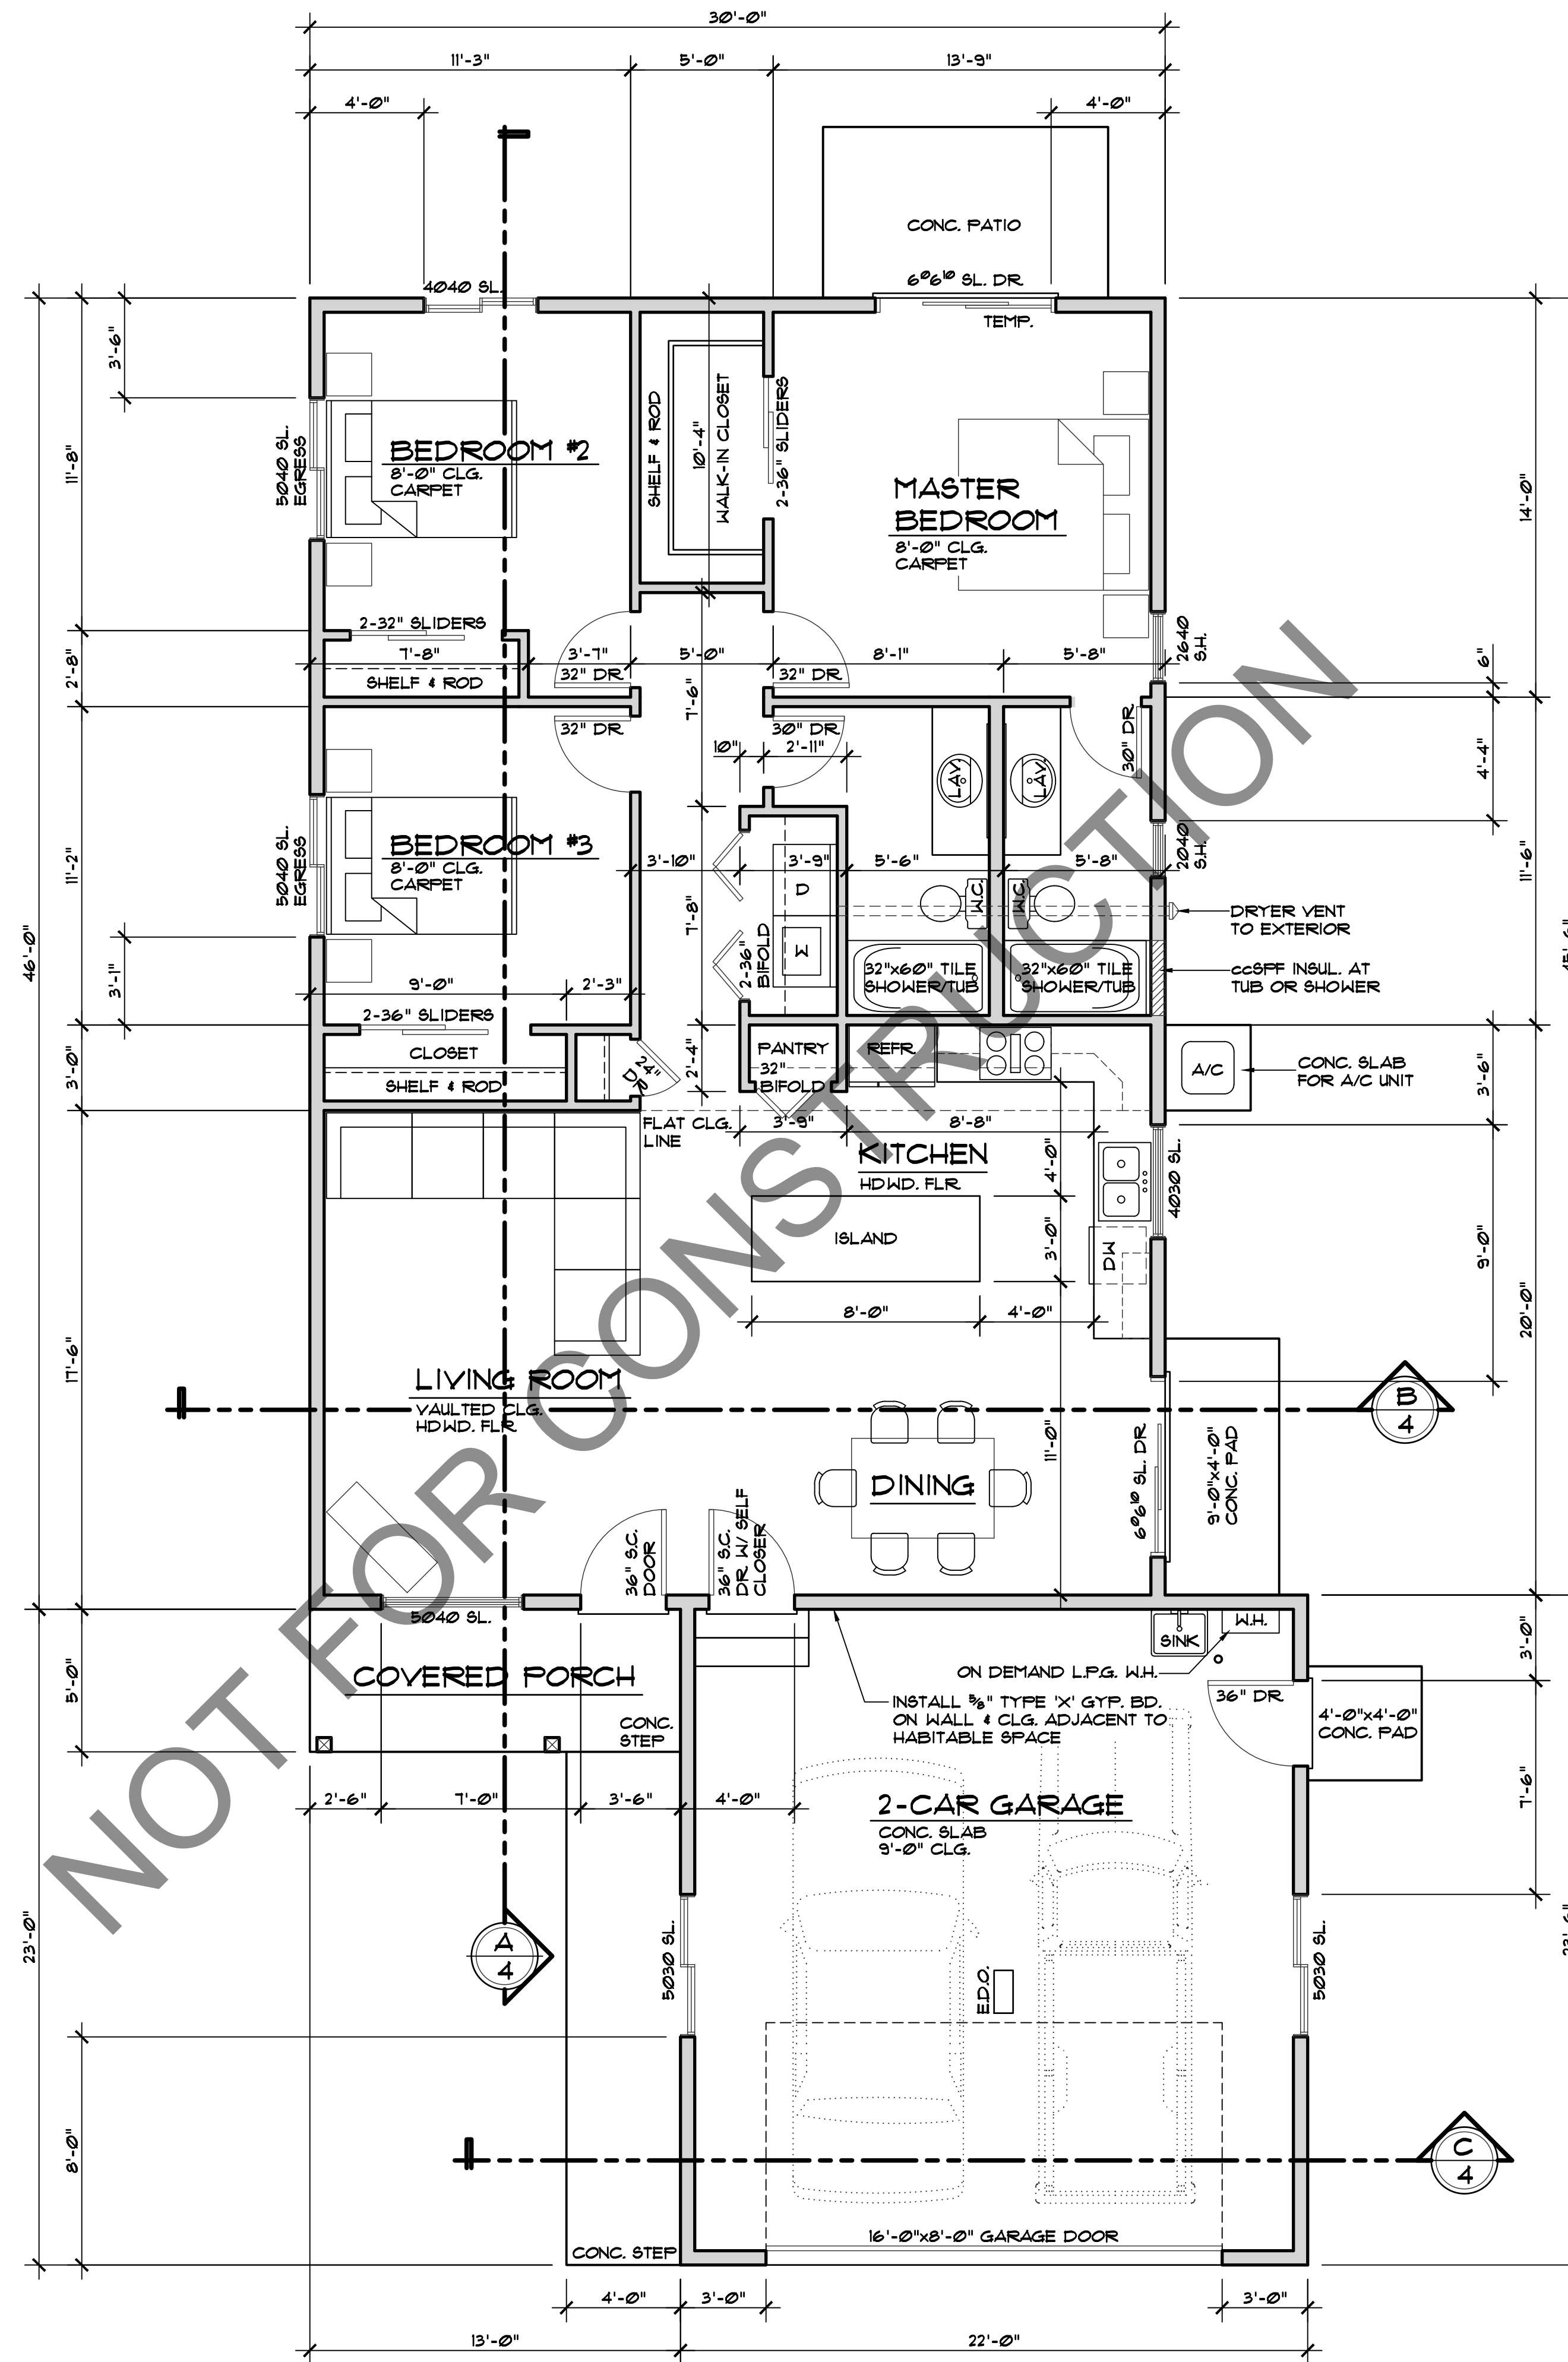 30'-0"
11'-3"
5'-0"
13'-9"
4'-0"
4'-0"
CONC. PATIO
6⁰6¹⁰ SL. DR.
TEMP.
4040 SL.
3'-6"
11'-8"
2'-8"
11'-2"
3'-1"
3'-0"
46'-0"
17'-6"
5'-0"
23'-0"
8'-0"
5040 SL.
EGRESS
BEDROOM #2
8'-0" CLG.
CARPET
SHELF & ROD
10'-4"
WALK-IN CLOSET
2-36" SLIDERS
MASTER
BEDROOM
8'-0" CLG.
CARPET
14'-0"
2640
S.H.
6"
2-32" SLIDERS
7'-8"
3'-7"
5'-0"
8'-1"
5'-8"
SHELF & ROD
32" DR.
32" DR.
7'-6"
32" DR.
30" DR.
30" DR.
10"
2'-11"
LAV.
LAV.
4'-4"
11'-6"
2040
S.H.
5040 SL.
EGRESS
BEDROOM #3
8'-0" CLG.
CARPET
3'-10"
3'-9"
5'-6"
5'-8"
D
W
W.C.
W.C.
7'-8"
2-36"
BIFOLD
DRYER VENT
TO EXTERIOR
32"x60" TILE
SHOWER/TUB
32"x60" TILE
SHOWER/TUB
ccSPF INSUL. AT
TUB OR SHOWER
9'-0"
2'-3"
2-36" SLIDERS
CLOSET
SHELF & ROD
24"
DR.
2'-4"
PANTRY
32"
BIFOLD
REFR.
A/C
CONC. SLAB
FOR A/C UNIT
3'-6"
FLAT CLG.
LINE
3'-9"
8'-8"
KITCHEN
HDWD. FLR.
4'-0"
4030 SL.
ISLAND
3'-0"
DW
9'-0"
20'-0"
8'-0"
4'-0"
LIVING ROOM
VAULTED CLG.
HDWD. FLR.
B
4
11'-0"
6⁰6¹⁰ SL. DR.
9'-0"x4'-0"
CONC. PAD
DINING
36" S.C.
DOOR
36" S.C.
DR. W/ SELF
CLOSER
5040 SL.
COVERED PORCH
CONC.
STEP
SINK
W.H.
3'-0"
ON DEMAND L.P.G. W.H.
INSTALL ⅝" TYPE 'X' GYP. BD.
ON WALL & CLG. ADJACENT TO
HABITABLE SPACE
36" DR.
4'-0"x4'-0"
CONC. PAD
7'-6"
2'-6"
7'-0"
3'-6"
4'-0"
2-CAR GARAGE
CONC. SLAB
9'-0" CLG.
A
4
5030 SL.
E.D.O.
5030 SL.
C
4
16'-0"x8'-0" GARAGE DOOR
CONC. STEP
4'-0"
3'-0"
3'-0"
13'-0"
22'-0"
NOT FOR CONSTRUCTION